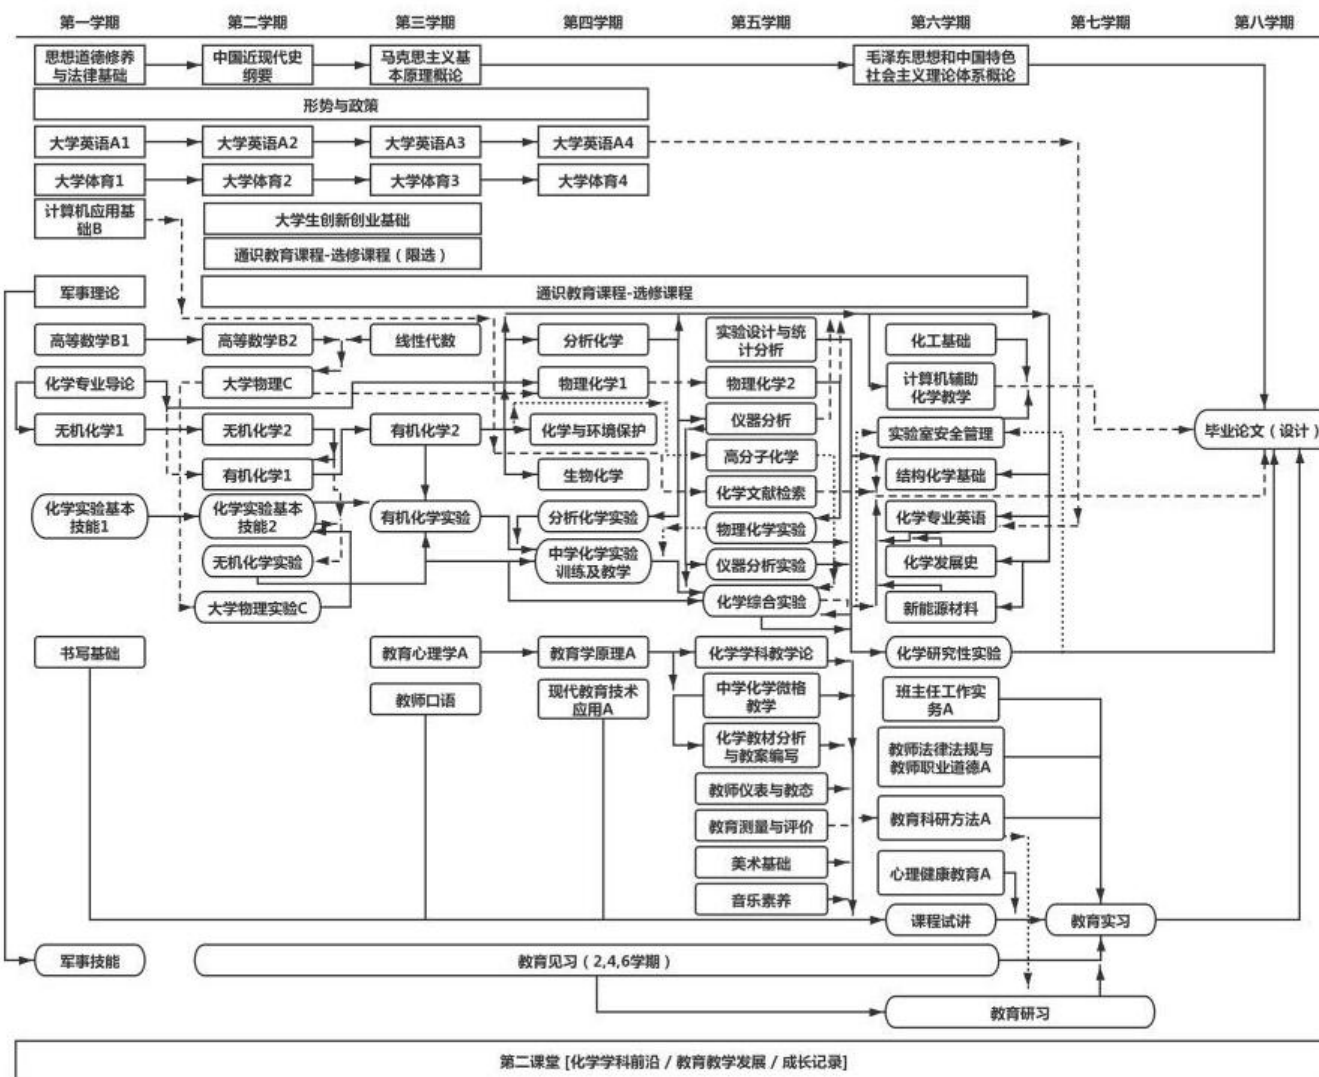 第一学期 第二学期 第三学期 第四学期 第五学期 第六学期 第七学期 第八学期
思想道德修养
与法律基础
中国近现代史
纲要
马克思主义基
本原理概论
毛泽东思想和中国特色
社会主义理论体系概论
形势与政策
大学英语A1
大学英语A2
大学英语A3
大学英语A4
大学体育1
大学体育2
大学体育3
大学体育4
计算机应用基
础B
大学生创新创业基础
通识教育课程-选修课程（限选）
军事理论
通识教育课程-选修课程
高等数学B1
高等数学B2
线性代数
分析化学
实验设计与统
计分析
化工基础
化学专业导论
大学物理C
物理化学1
物理化学2
计算机辅助
化学教学
无机化学1
无机化学2
有机化学2
化学与环境保护
仪器分析
实验室安全管理
毕业论文（设计）
有机化学1
生物化学
高分子化学
结构化学基础
化学文献检索
化学实验基本
技能1
化学实验基本
技能2
有机化学实验
分析化学实验
物理化学实验
化学专业英语
无机化学实验
中学化学实验
训练及教学
仪器分析实验
化学发展史
大学物理实验C
化学综合实验
新能源材料
书写基础
教育心理学A
教育学原理A
化学学科教学论
化学研究性实验
教师口语
现代教育技术
应用A
中学化学微格
教学
班主任工作实
务A
化学教材分析
与教案编写
教师法律法规与
教师职业道德A
教师仪表与教态
教育测量与评价
教育科研方法A
美术基础
心理健康教育A
音乐素养
课程试讲
教育实习
军事技能
教育见习（2,4,6学期）
教育研习
第二课堂 [化学学科前沿 / 教育教学发展 / 成长记录]